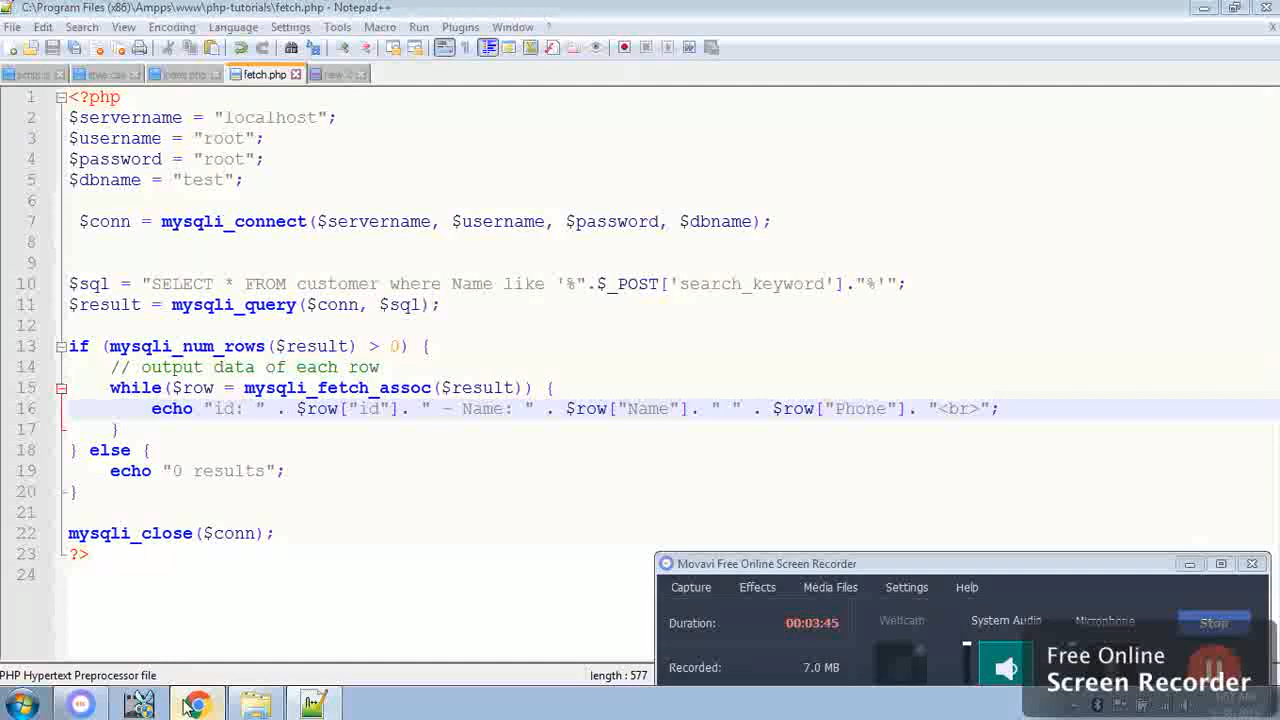 C:\Program Files (x86)\Ampps\www\php-tutorials\fetch.php - Notepad++
File Edit Search View Encoding Language Settings Tools Macro Run Plugins Window
fetch.php
1 <?php
2 $servername = "localhost";
3 $username = "root";
4 $password = "root";
5 $dbname = "test";
6
7 $conn = mysqli_connect($servername, $username, $password, $dbname);
8
9
10 $sql = "SELECT * FROM customer where Name like '%".$_POST['search_keyword']."%'";
11 $result = mysqli_query($conn, $sql);
12
13 if (mysqli_num_rows($result) > 0) {
14 // output data of each row
15 while($row = mysqli_fetch_assoc($result)) {
16 echo "id: " . $row["id"]. " - Name: " . $row["Name"]. " " . $row["Phone"]. "<br>";
17 }
18 } else {
19 echo "0 results";
20 }
21
22 mysqli_close($conn);
23 ?>
24
Movavi Free Online Screen Recorder
Capture Effects Media Files Settings Help
Duration: 00:03:45 Webcam System Audio Microphone Stop
Recorded: 7.0 MB
Free Online
Screen Recorder
PHP Hypertext Preprocessor file length : 577